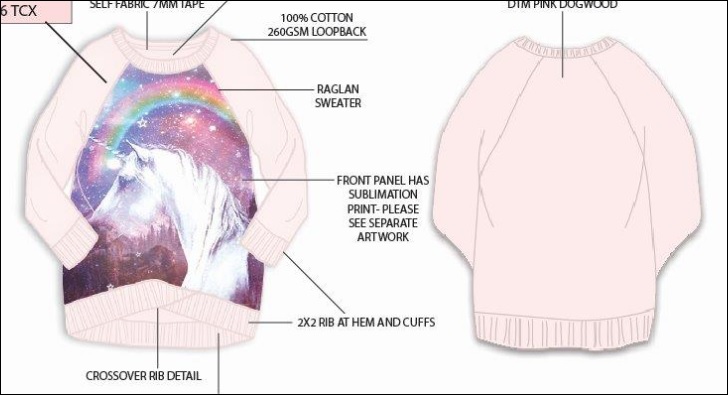 6 TCX
SELF FABRIC 7MM TAPE
100% COTTON
260GSM LOOPBACK
DTM PINK DOGWOOD
RAGLAN
SWEATER
FRONT PANEL HAS
SUBLIMATION
PRINT- PLEASE
SEE SEPARATE
ARTWORK
2X2 RIB AT HEM AND CUFFS
CROSSOVER RIB DETAIL